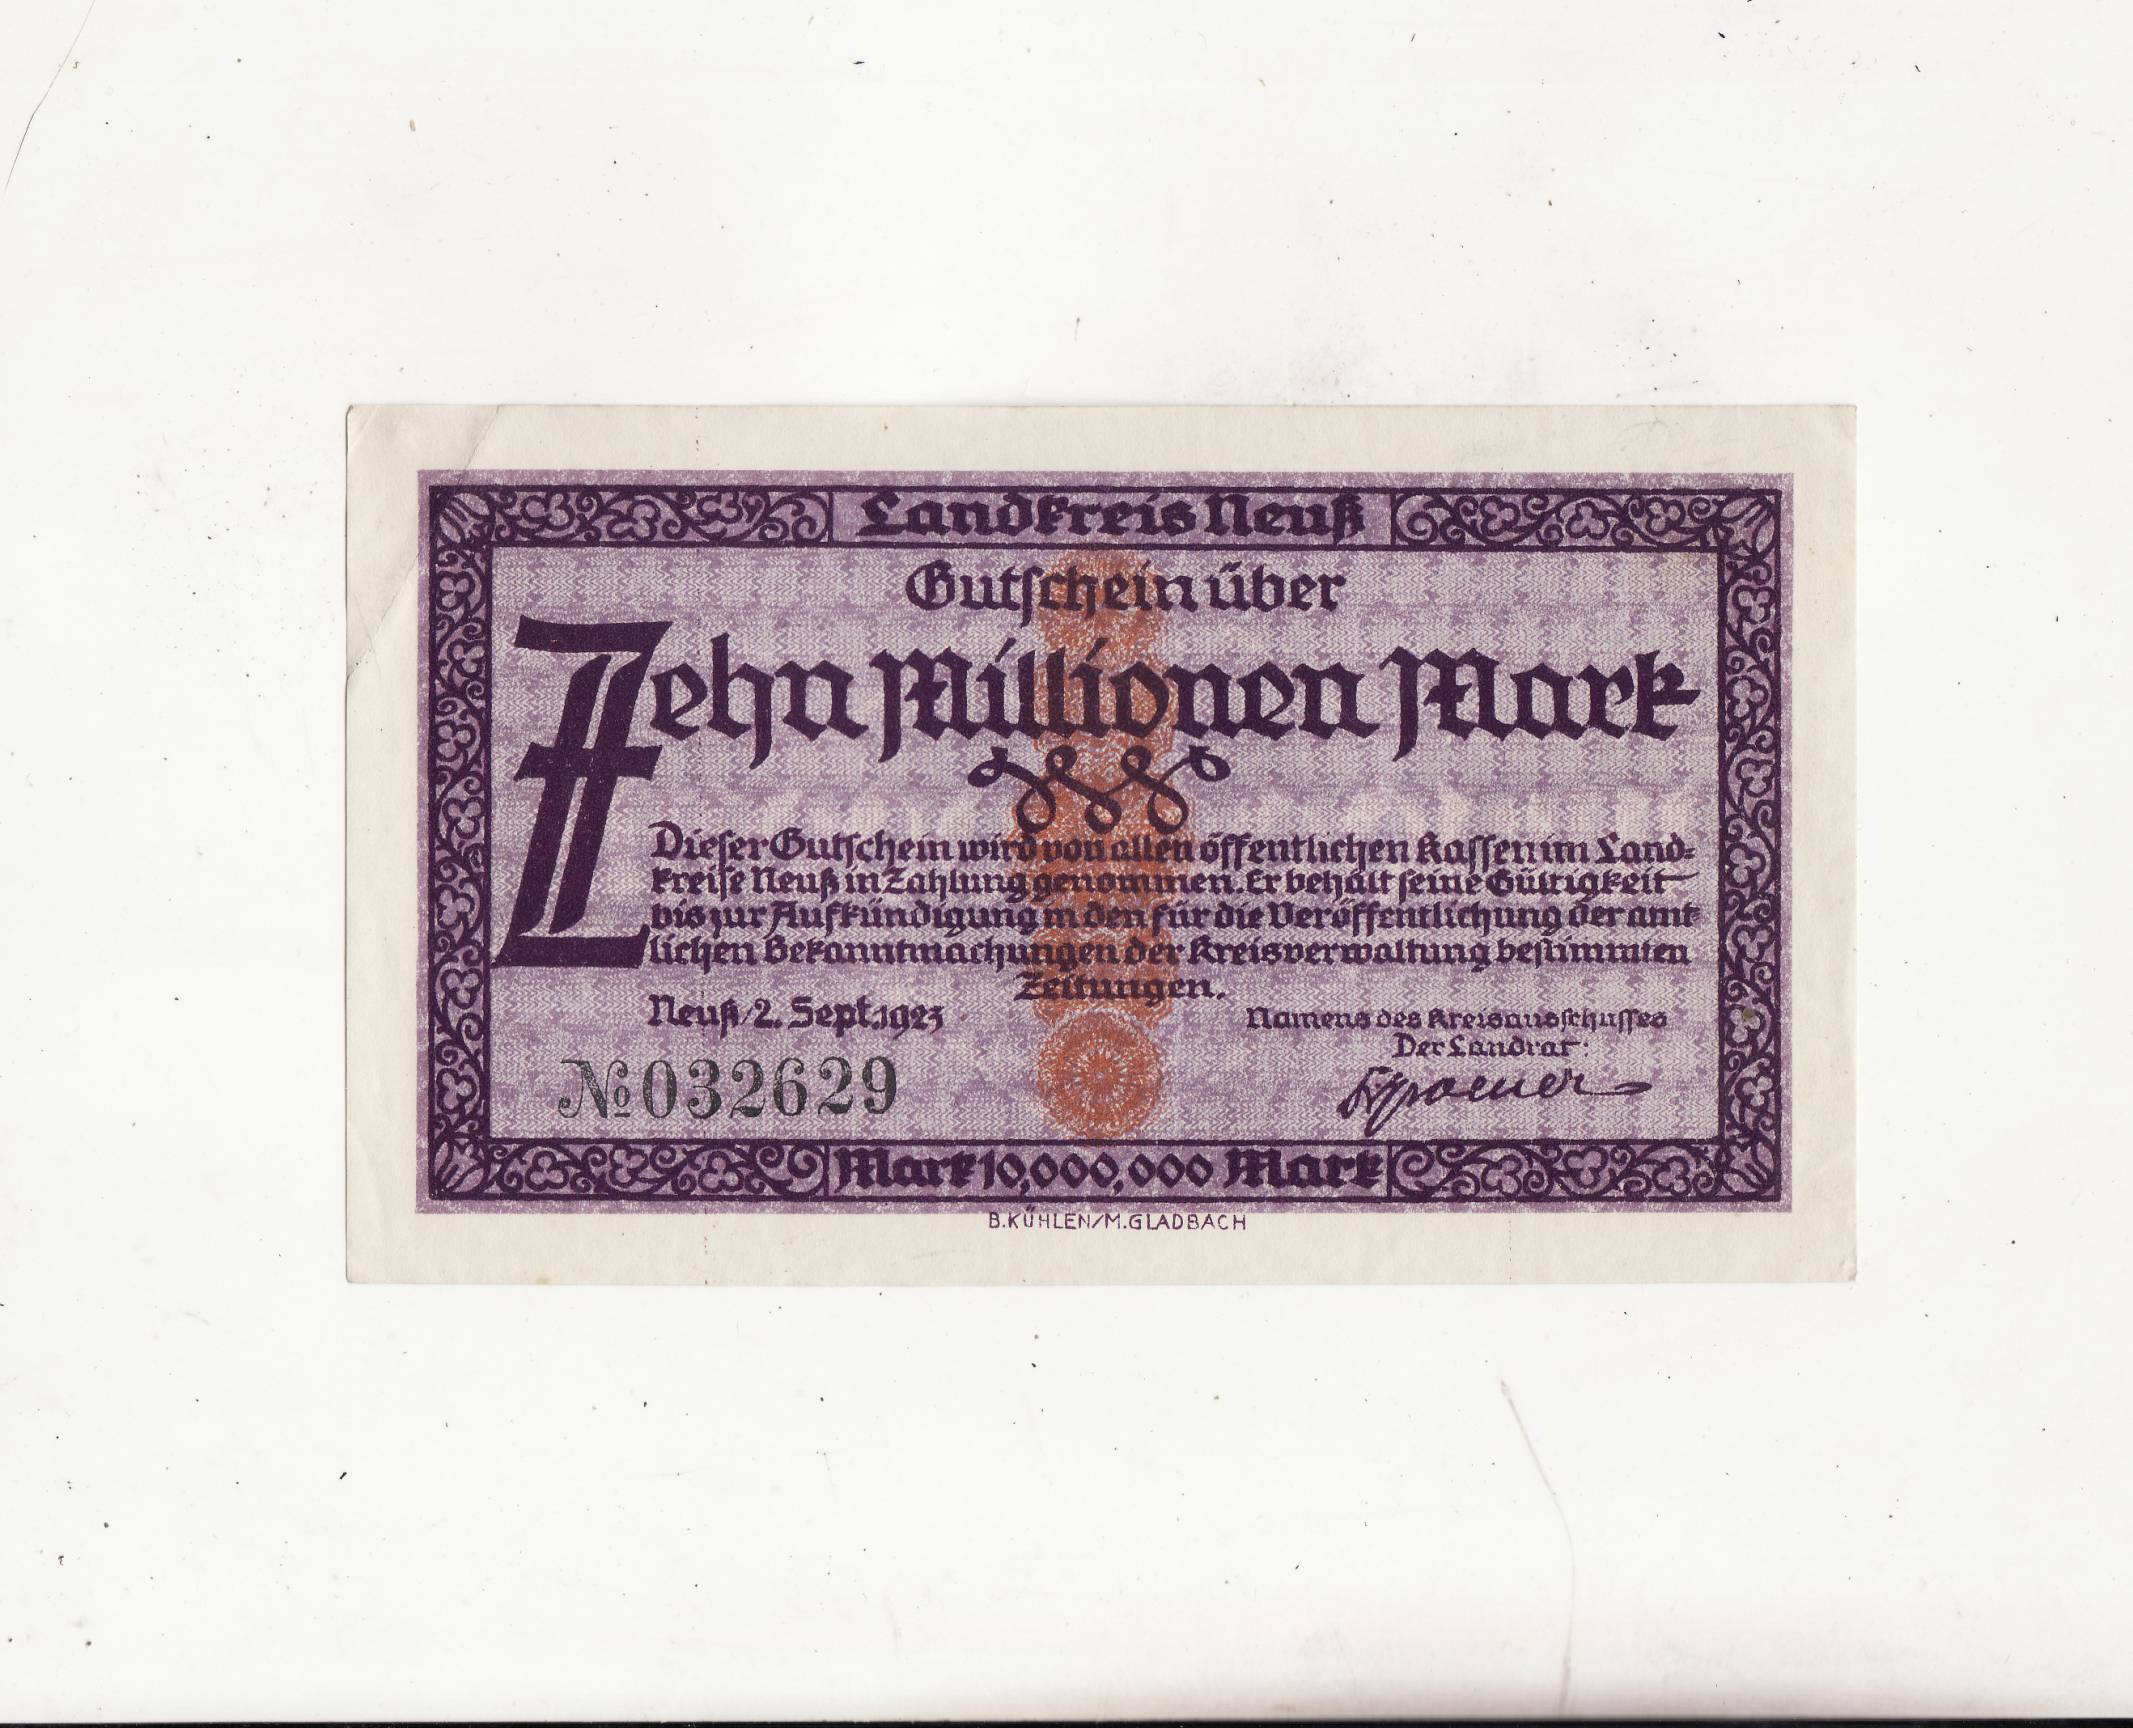 Landkreis Neuß
Gutschein über
Zehn Millionen Mark
Dieser Gutschein wird von allen öffentlichen Kassen im Land-
kreise Neuß in Zahlung genommen. Er behält seine Gültigkeit
bis zur Aufkündigung in den für die Veröffentlichung der amt-
lichen Bekanntmachungen der Kreisverwaltung bestimmten
Zeitungen.
Neuß, 2. Sept. 1923
Namens des Kreisausschusses
Der Landrat:
№ 032629
Mark 10,000,000 Mark
B.KÜHLEN/M.GLADBACH